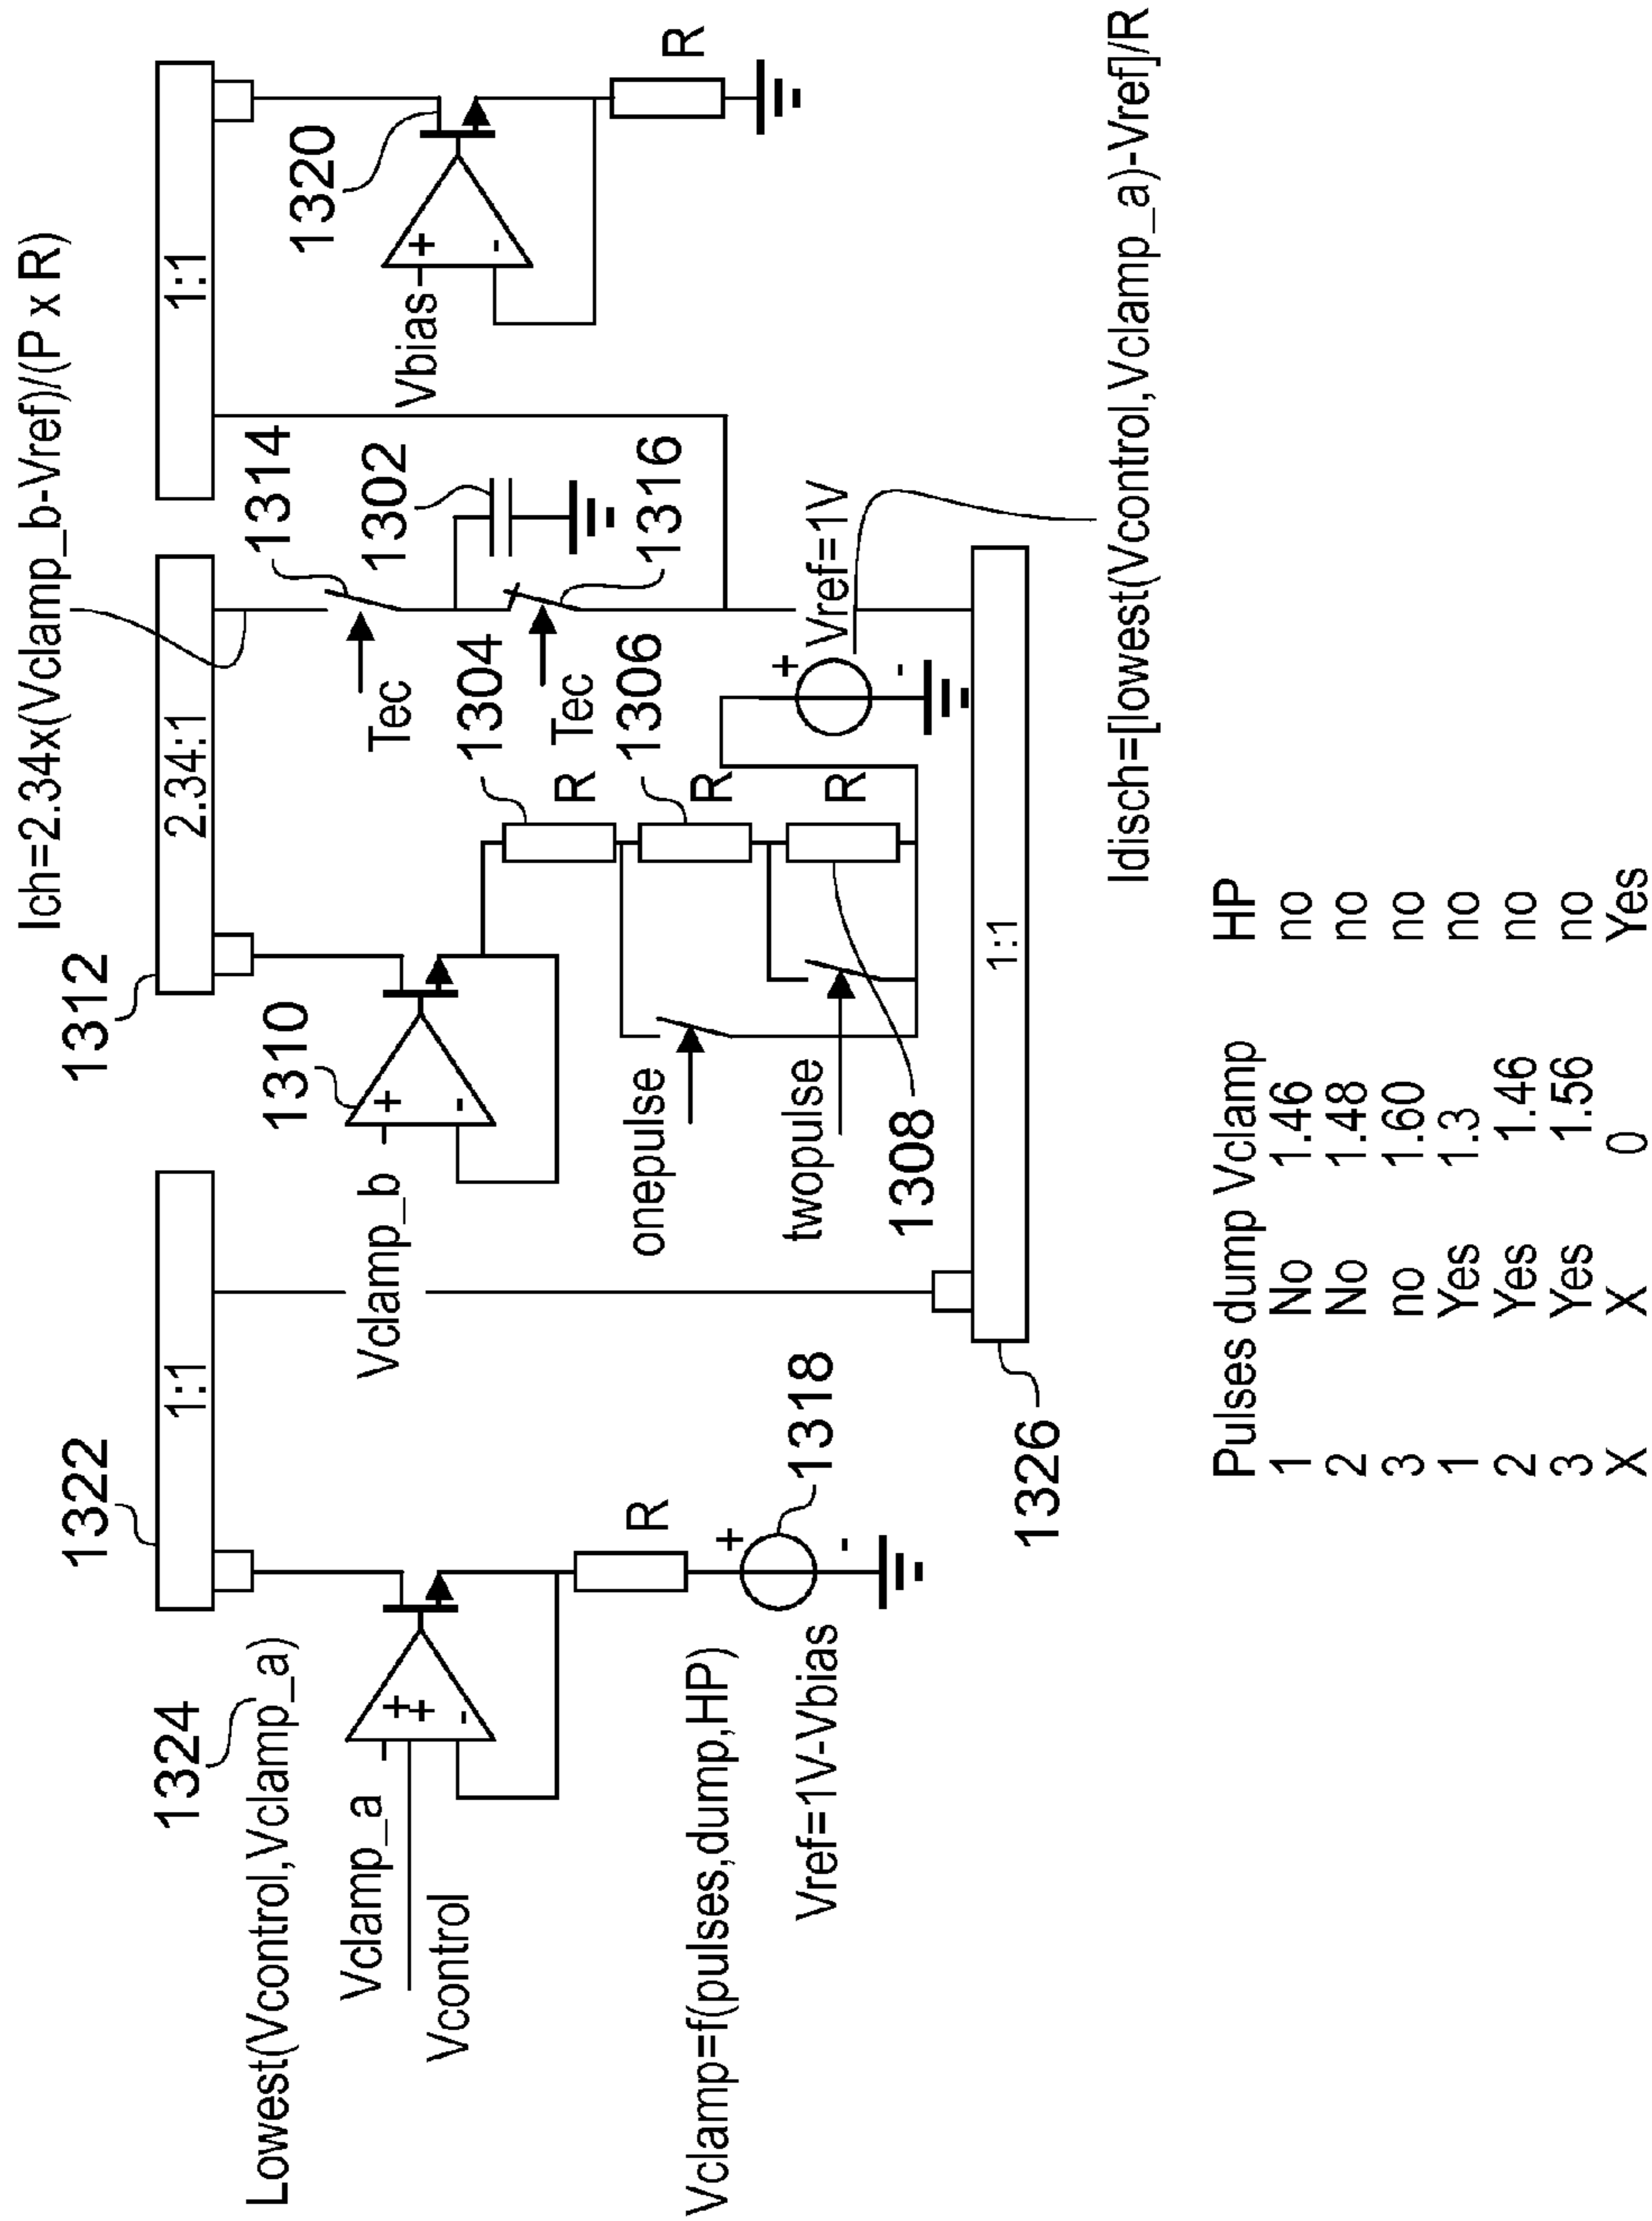 Ich=2.34x(Vclamp_b-Vref)/(P x R)
1322
1:1
1312
2.34:1
1:1
1324
Lowest(Vcontrol,Vclamp_a)
1314
1320
Vclamp_a
Vcontrol
+
+
-
Vclamp_b
1310
+
-
Tec
1302
Vbias
+
-
R
1304
Tec
1316
R
onepulse
1306
R
R
twopulse
1308
R
Vclamp=f(pulses,dump,HP)
Vref=1V-Vbias
+
-
1318
+
-
Vref=1V
1326
1:1
Idisch=[lowest(Vcontrol,Vclamp_a)-Vref]/R
Pulses dump Vclamp HP
1 No 1.46 no
2 No 1.48 no
3 no 1.60 no
1 Yes 1.3 no
2 Yes 1.46 no
3 Yes 1.56 no
X X 0 Yes